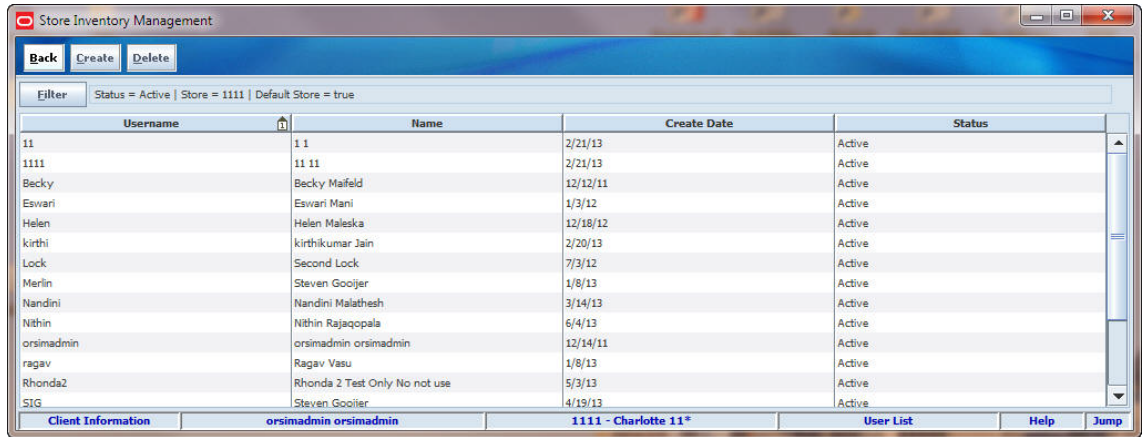 Store Inventory Management
Back Create Delete
Filter Status = Active | Store = 1111 | Default Store = true
Username 1 Name Create Date Status
11 1 1 2/21/13 Active
1111 11 11 2/21/13 Active
Becky Becky Maifeld 12/12/11 Active
Eswari Eswari Mani 1/3/12 Active
Helen Helen Maleska 12/18/12 Active
kirthi kirthikumar Jain 2/20/13 Active
Lock Second Lock 7/3/12 Active
Merlin Steven Gooijer 1/8/13 Active
Nandini Nandini Malathesh 3/14/13 Active
Nithin Nithin Rajagopala 6/4/13 Active
orsimadmin orsimadmin orsimadmin 12/14/11 Active
ragav Ragav Vasu 1/8/13 Active
Rhonda2 Rhonda 2 Test Only No not use 5/3/13 Active
SIG Steven Gooijer 4/19/13 Active
Client Information orsimadmin orsimadmin 1111 - Charlotte 11* User List Help Jump